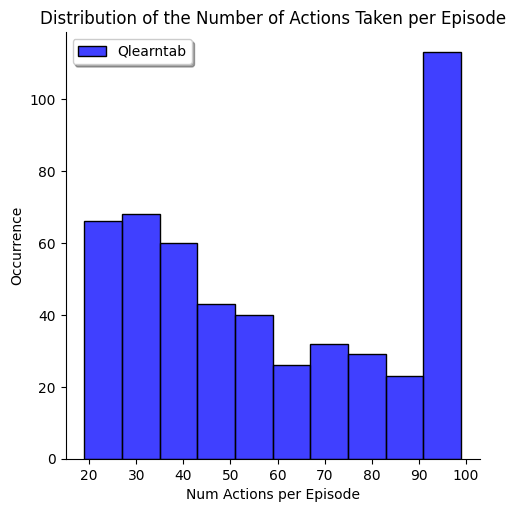 Distribution of the Number of Actions Taken per Episode
Qlearntab
100
80
60
40
20
0
Occurrence
20 30 40 50 60 70 80 90 100
Num Actions per Episode